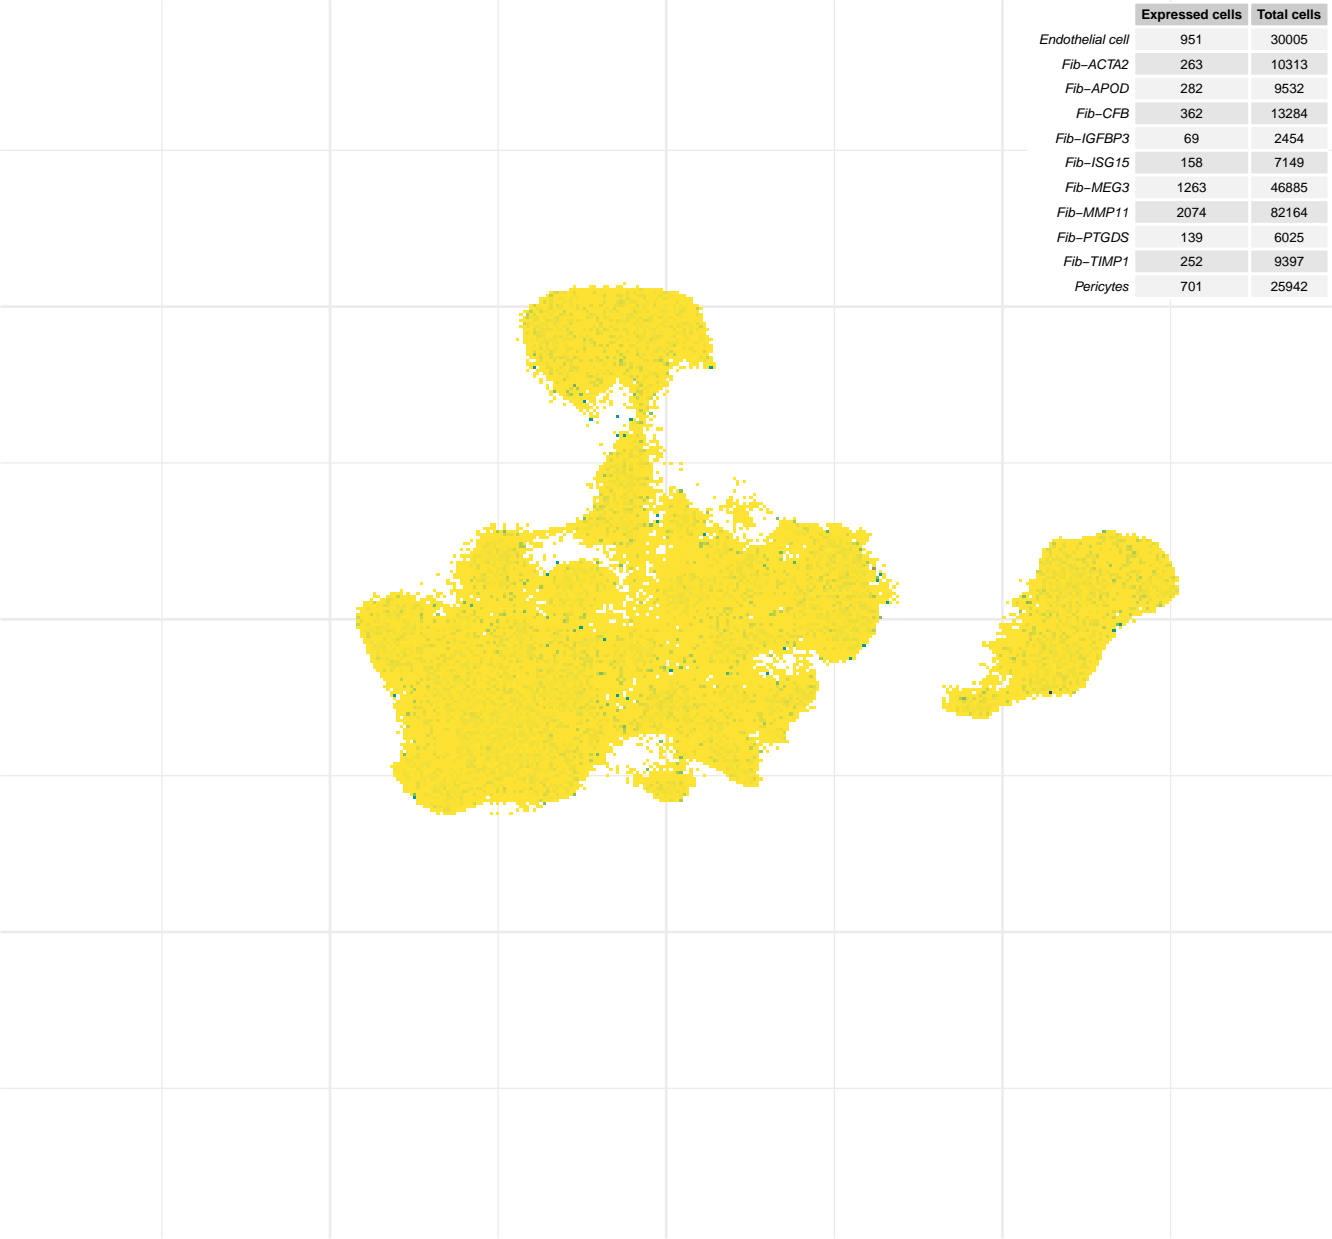 Expressed cells Total cells
Endothelial cell 951 30005
Fib−ACTA2 263 10313
Fib−APOD 282 9532
Fib−CFB 362 13284
Fib−IGFBP3 69 2454
Fib−ISG15 158 7149
Fib−MEG3 1263 46885
Fib−MMP11 2074 82164
Fib−PTGDS 139 6025
Fib−TIMP1 252 9397
Pericytes 701 25942